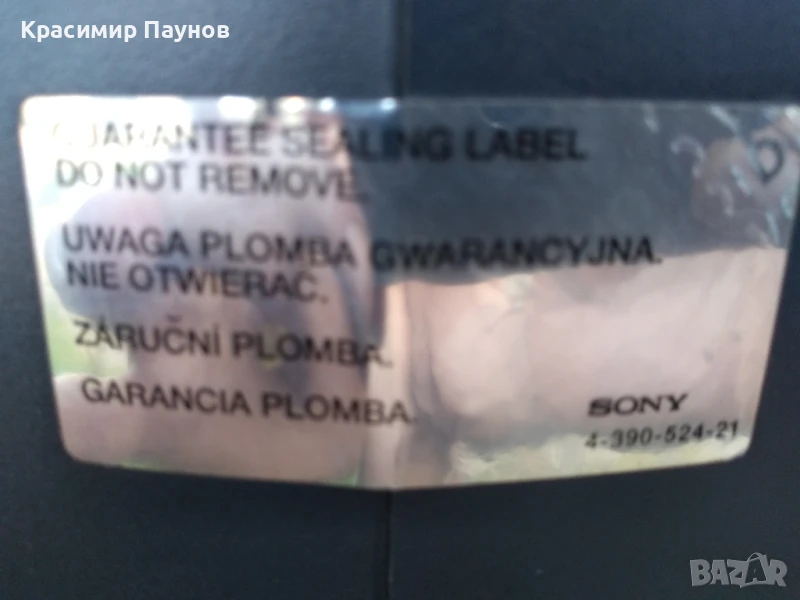 Красимир Паунов
GUARANTEE SEALING LABEL
DO NOT REMOVE.
UWAGA PLOMBA GWARANCYJNA.
NIE OTWIERAĆ.
ZÁRUČNÍ PLOMBA.
GARANCIA PLOMBA.
SONY
4-390-524-21
BAZAR